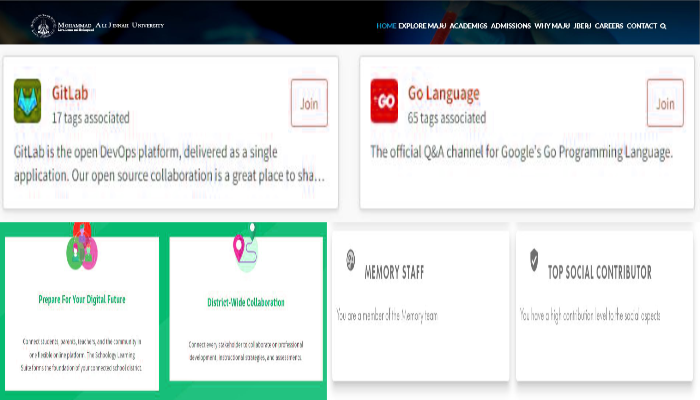 Mohammad Ali Jinnah University
HOME EXPLORE MAJU ACADEMICS ADMISSIONS WHY MAJU JBERJ CAREERS CONTACT
GitLab
17 tags associated
Join
GitLab is the open DevOps platform, delivered as a single
application. Our open source collaboration is a great place to sha...
Go Language
65 tags associated
Join
The official Q&A channel for Google's Go Programming Language.
Prepare For Your Digital Future
Connect students, parents, teachers, and the community in
one flexible online platform. The Schoology Learning
Suite forms the foundation of your connected school district.
District-Wide Collaboration
Connect every stakeholder to collaborate on professional
development, instructional strategies, and assessments.
MEMORY STAFF
You are a member of the Memory team
TOP SOCIAL CONTRIBUTOR
You have a high contribution level to the social aspects